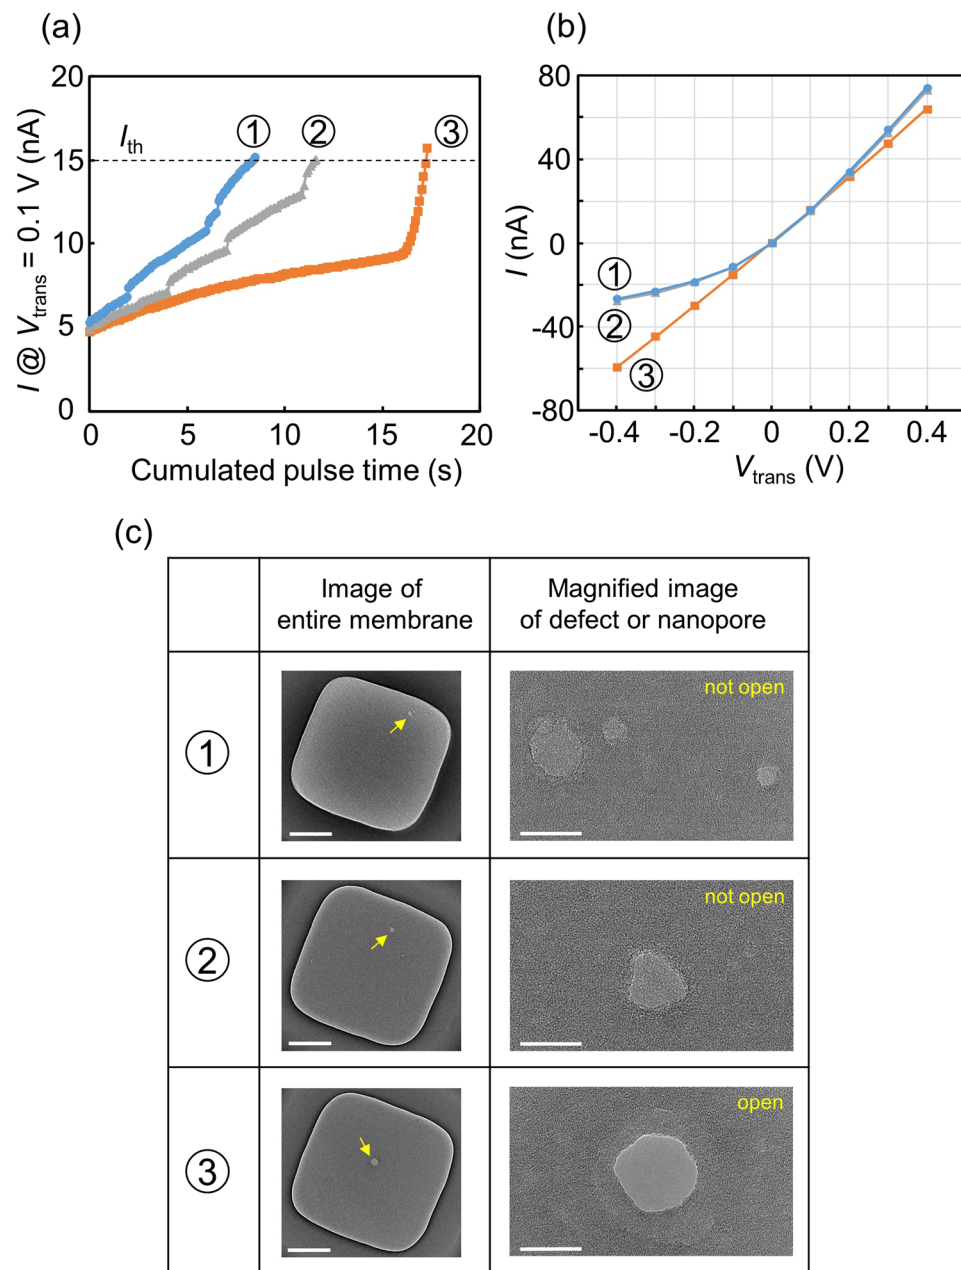 (a)
I @ Vtrans = 0.1 V (nA)
20
15
10
5
0
Ith
① ② ③
0 5 10 15 20
Cumulated pulse time (s)
(b)
I (nA)
80
40
0
-40
-80
①
②
③
-0.4 -0.2 0 0.2 0.4
Vtrans (V)
(c)
Image of
entire membrane
Magnified image
of defect or nanopore
①
not open
②
not open
③
open